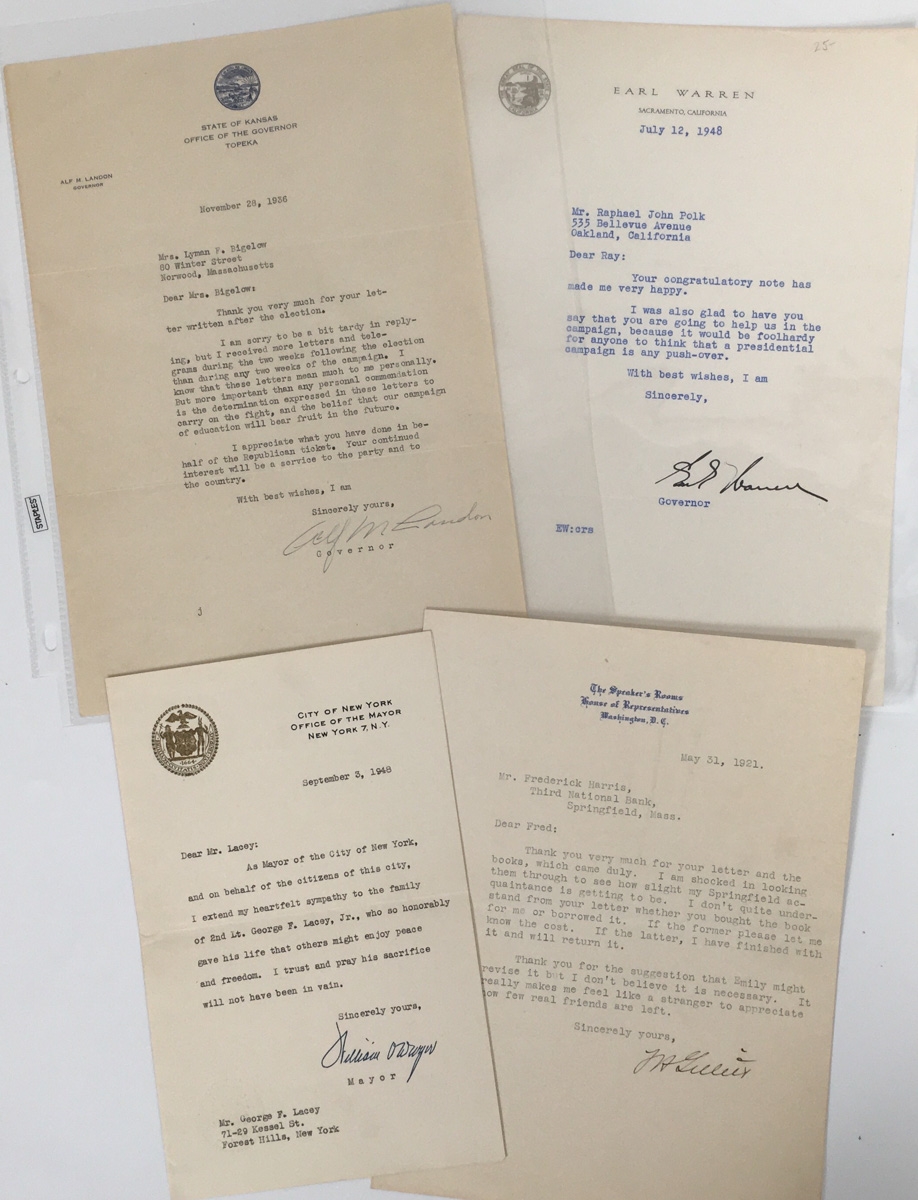 STATE OF KANSAS
OFFICE OF THE GOVERNOR
TOPEKA
ALF M. LANDON
GOVERNOR
November 28, 1936
Mrs. Lyman F. Bigelow
60 Winter Street
Norwood, Massachusetts
Dear Mrs. Bigelow:
Thank you very much for your let-
ter written after the election.
I am sorry to be a bit tardy in reply-
ing, but I received more letters and tele-
grams during the two weeks following the election
than during any two weeks of the campaign. I
know that these letters mean much to me personally.
But more important than any personal commendation
is the determination expressed in these letters to
carry on the fight, and the belief that our campaign
of education will bear fruit in the future.
I appreciate what you have done in be-
half of the Republican ticket. Your continued
interest will be a service to the party and to
the country.
With best wishes, I am
Sincerely yours,
Alf M Landon
Governor
j
STAPLES
25-
EARL WARREN
SACRAMENTO, CALIFORNIA
July 12, 1948
Mr. Raphael John Polk
535 Bellevue Avenue
Oakland, California
Dear Ray:
Your congratulatory note has
made me very happy.
I was also glad to have you
say that you are going to help us in the
campaign, because it would be foolhardy
for anyone to think that a presidential
campaign is any push-over.
With best wishes, I am
Sincerely,
Earl Warren
Governor
EW:crs
CITY OF NEW YORK
OFFICE OF THE MAYOR
NEW YORK 7, N.Y.
September 3, 1948
Dear Mr. Lacey:
As Mayor of the City of New York,
and on behalf of the citizens of this city,
I extend my heartfelt sympathy to the family
of 2nd Lt. George F. Lacey, Jr., who so honorably
gave his life that others might enjoy peace
and freedom. I trust and pray his sacrifice
will not have been in vain.
Sincerely yours,
William O'Dwyer
Mayor
Mr. George F. Lacey
71-29 Kessel St.
Forest Hills, New York
The Speaker's Rooms
House of Representatives
Washington, D.C.
May 31, 1921.
Mr. Frederick Harris,
Third National Bank,
Springfield, Mass.
Dear Fred:
Thank you very much for your letter and the
books, which came duly. I am shocked in looking
them through to see how slight my Springfield ac-
quaintance is getting to be. I don't quite under-
stand from your letter whether you bought the book
for me or borrowed it. If the former please let me
know the cost. If the latter, I have finished with
it and will return it.
Thank you for the suggestion that Emily might
revise it but I don't believe it is necessary. It
really makes me feel like a stranger to appreciate
how few real friends are left.
Sincerely yours,
FHGillett